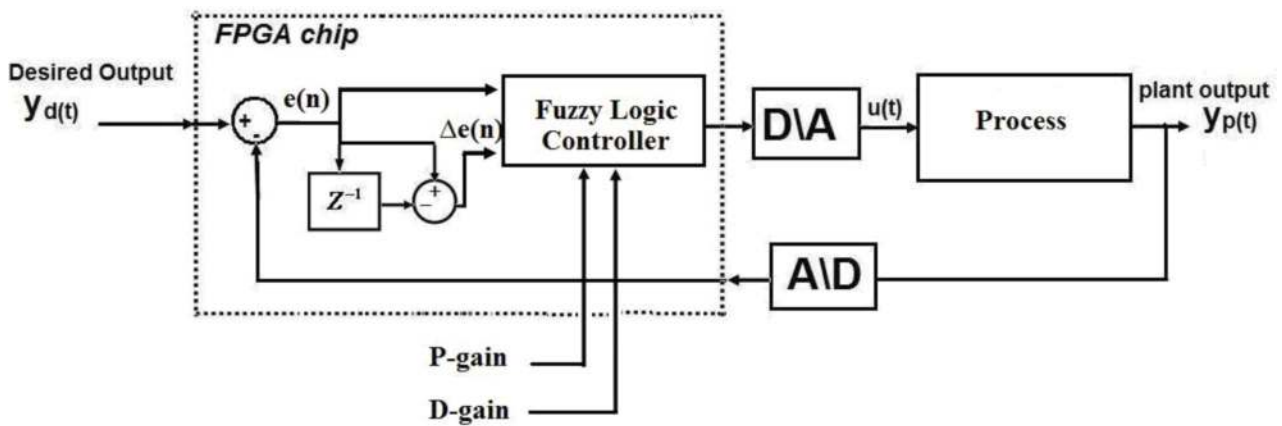 FPGA chip
Desired Output
yd(t)
+
-
e(n)
Δe(n)
Z⁻¹
+
−
Fuzzy Logic
Controller
D\A
u(t)
Process
plant output
yp(t)
A\D
P-gain
D-gain